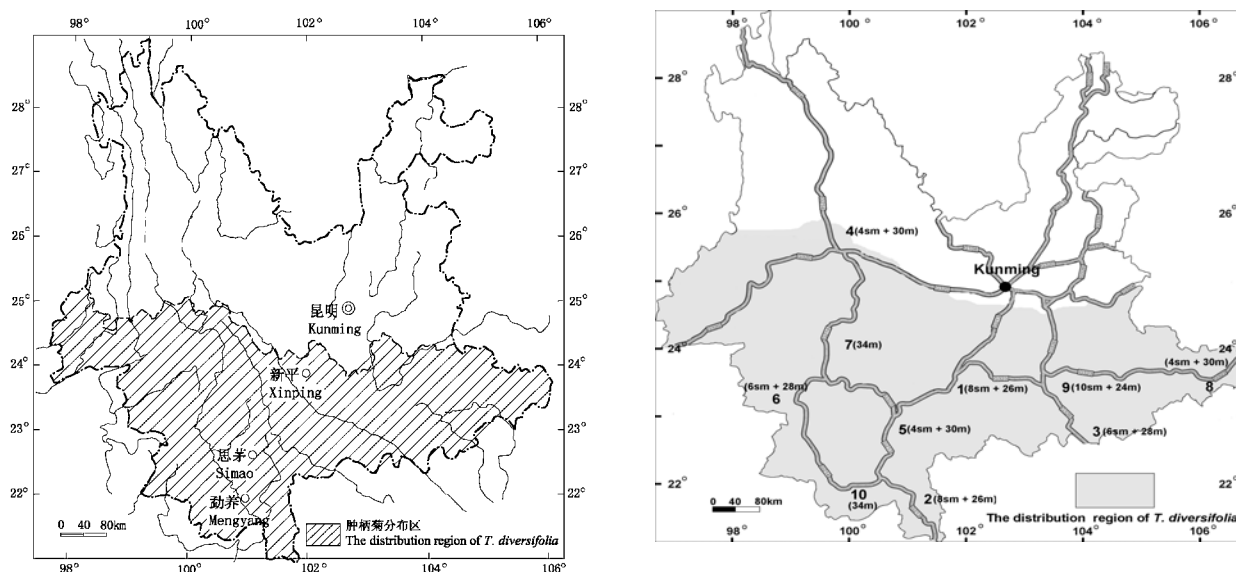 98° 100° 102° 104° 106°
28°
27°
26°
25°
24°
23°
22°
28°
27°
26°
25°
24°
23°
22°
昆明
Kunming
新平
Xinping
思茅
Simao
勐养
Mengyang
0 40 80km
肿柄菊分布区
The distribution region of T. diversifolia
98° 100° 102° 104° 106°
98° 100° 102° 104° 106
28°
26°
24°
22°
28°
26°
24°
22°
4(4sm + 30m)
Kunming
7(34m)
(4sm + 30m)
8
(6sm + 28m)
6
1(8sm + 26m)
9(10sm + 24m)
5(4sm + 30m)
3(6sm + 28m)
10
(34m)
2(8sm + 26m)
0 40 80km
The distribution region of T. diversifolia
98° 100° 102° 104°